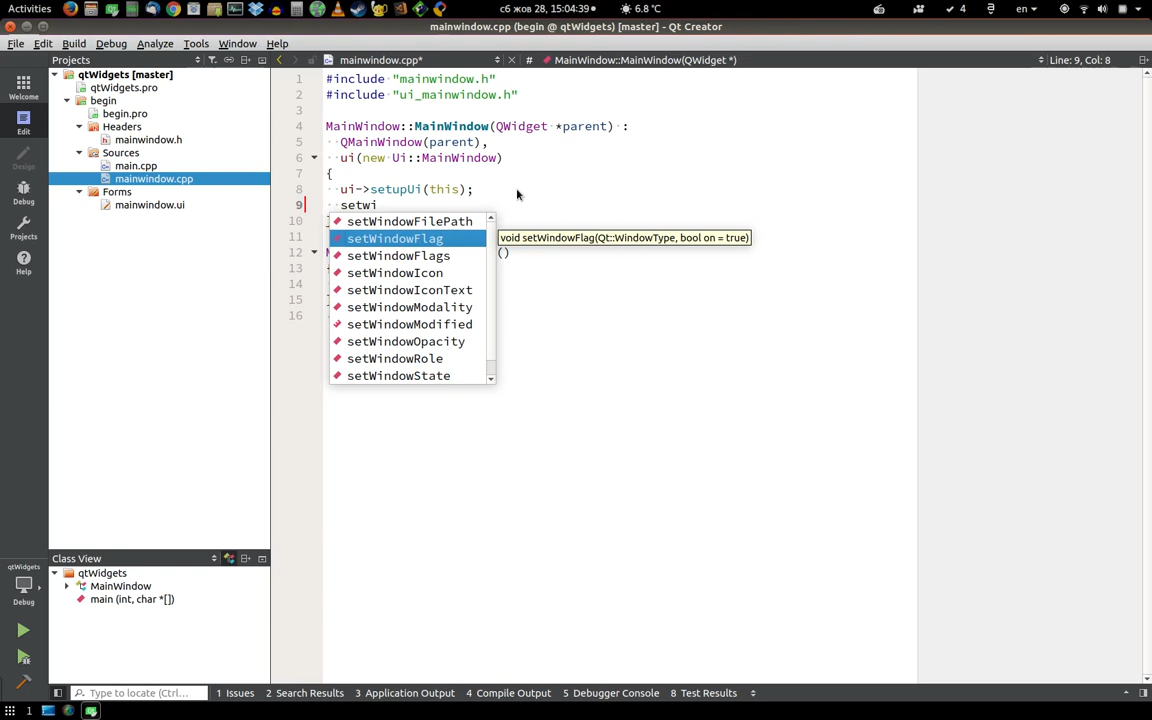 Activities
сб жов 28, 15:04:39
6.8 °C
4
en
mainwindow.cpp (begin @ qtWidgets) [master] - Qt Creator
File Edit Build Debug Analyze Tools Window Help
Projects
mainwindow.cpp*
#
MainWindow::MainWindow(QWidget *)
Line: 9, Col: 8
Welcome
Edit
Design
Debug
Projects
Help
qtWidgets [master]
qtWidgets.pro
begin
begin.pro
Headers
mainwindow.h
Sources
main.cpp
mainwindow.cpp
Forms
mainwindow.ui
1 #include "mainwindow.h"
2 #include "ui_mainwindow.h"
3
4 MainWindow::MainWindow(QWidget *parent) :
5 QMainWindow(parent),
6 ui(new Ui::MainWindow)
7 {
8 ui->setupUi(this);
9 setwi
10
11
12 ()
13
14
15
16
setWindowFilePath
setWindowFlag
setWindowFlags
setWindowIcon
setWindowIconText
setWindowModality
setWindowModified
setWindowOpacity
setWindowRole
setWindowState
void setWindowFlag(Qt::WindowType, bool on = true)
Class View
qtWidgets
MainWindow
main (int, char *[])
qtWidgets
Debug
Type to locate (Ctrl...
1 Issues 2 Search Results 3 Application Output 4 Compile Output 5 Debugger Console 8 Test Results
1